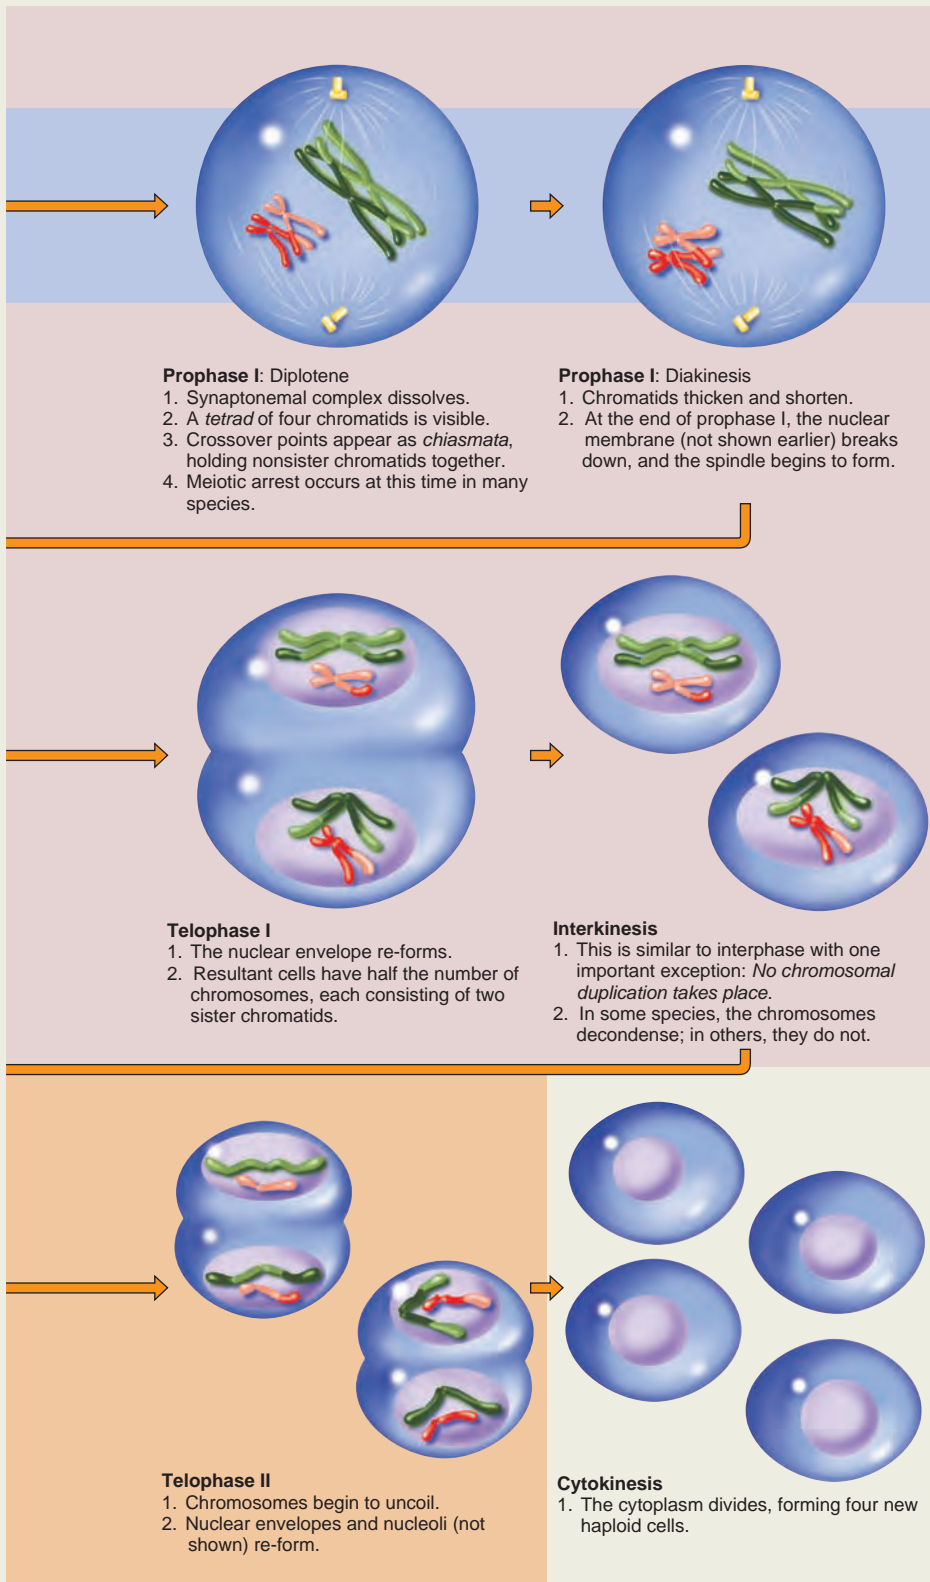 Prophase I: Diplotene
1. Synaptonemal complex dissolves.
2. A tetrad of four chromatids is visible.
3. Crossover points appear as chiasmata,
holding nonsister chromatids together.
4. Meiotic arrest occurs at this time in many
species.
Prophase I: Diakinesis
1. Chromatids thicken and shorten.
2. At the end of prophase I, the nuclear
membrane (not shown earlier) breaks
down, and the spindle begins to form.
Telophase I
1. The nuclear envelope re-forms.
2. Resultant cells have half the number of
chromosomes, each consisting of two
sister chromatids.
Interkinesis
1. This is similar to interphase with one
important exception: No chromosomal
duplication takes place.
2. In some species, the chromosomes
decondense; in others, they do not.
Telophase II
1. Chromosomes begin to uncoil.
2. Nuclear envelopes and nucleoli (not
shown) re-form.
Cytokinesis
1. The cytoplasm divides, forming four new
haploid cells.